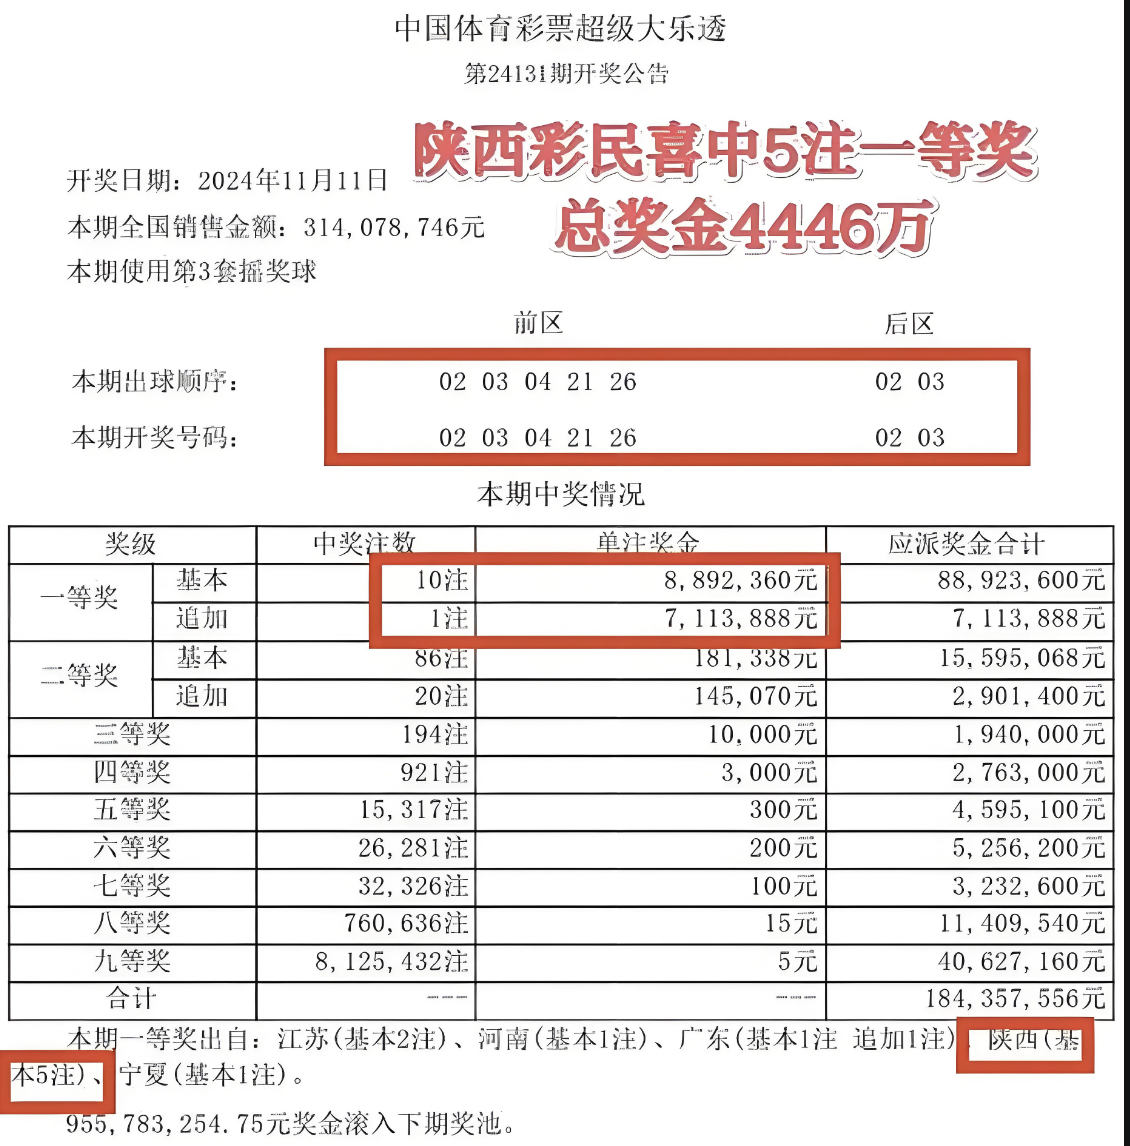 中国体育彩票超级大乐透
第24131期开奖公告
陕西彩民喜中5注一等奖
总奖金4446万
开奖日期：2024年11月11日
本期全国销售金额：314,078,746元
本期使用第3套摇奖球
前区 后区
本期出球顺序： 02 03 04 21 26 02 03
本期开奖号码： 02 03 04 21 26 02 03
本期中奖情况
奖级 中奖注数 单注奖金 应派奖金合计
一等奖 基本 10注 8,892,360元 88,923,600元
追加 1注 7,113,888元 7,113,888元
二等奖 基本 86注 181,338元 15,595,068元
追加 20注 145,070元 2,901,400元
三等奖 194注 10,000元 1,940,000元
四等奖 921注 3,000元 2,763,000元
五等奖 15,317注 300元 4,595,100元
六等奖 26,281注 200元 5,256,200元
七等奖 32,326注 100元 3,232,600元
八等奖 760,636注 15元 11,409,540元
九等奖 8,125,432注 5元 40,627,160元
合计 --- --- 184,357,556元
本期一等奖出自：江苏(基本2注)、河南(基本1注)、广东(基本1注 追加1注)、陕西(基
本5注)、宁夏(基本1注)。
955,783,254.75元奖金滚入下期奖池。